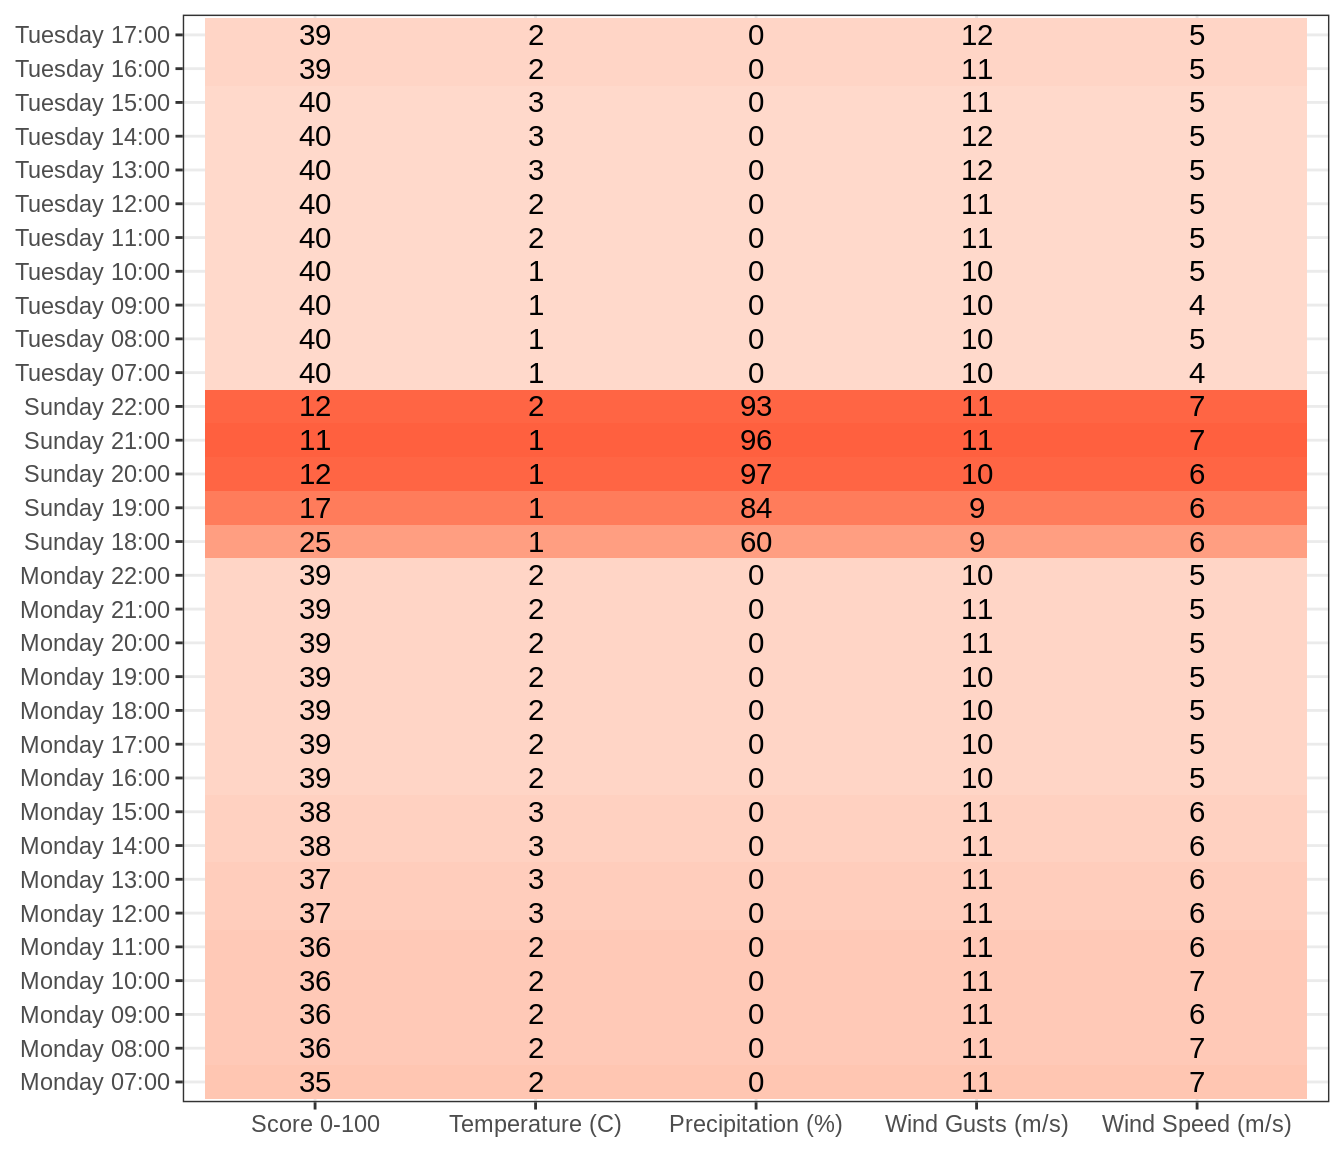 Tuesday 17:00 39 2 0 12 5
Tuesday 16:00 39 2 0 11 5
Tuesday 15:00 40 3 0 11 5
Tuesday 14:00 40 3 0 12 5
Tuesday 13:00 40 3 0 12 5
Tuesday 12:00 40 2 0 11 5
Tuesday 11:00 40 2 0 11 5
Tuesday 10:00 40 1 0 10 5
Tuesday 09:00 40 1 0 10 4
Tuesday 08:00 40 1 0 10 5
Tuesday 07:00 40 1 0 10 4
Sunday 22:00 12 2 93 11 7
Sunday 21:00 11 1 96 11 7
Sunday 20:00 12 1 97 10 6
Sunday 19:00 17 1 84 9 6
Sunday 18:00 25 1 60 9 6
Monday 22:00 39 2 0 10 5
Monday 21:00 39 2 0 11 5
Monday 20:00 39 2 0 11 5
Monday 19:00 39 2 0 10 5
Monday 18:00 39 2 0 10 5
Monday 17:00 39 2 0 10 5
Monday 16:00 39 2 0 10 5
Monday 15:00 38 3 0 11 6
Monday 14:00 38 3 0 11 6
Monday 13:00 37 3 0 11 6
Monday 12:00 37 3 0 11 6
Monday 11:00 36 2 0 11 6
Monday 10:00 36 2 0 11 7
Monday 09:00 36 2 0 11 6
Monday 08:00 36 2 0 11 7
Monday 07:00 35 2 0 11 7
Score 0-100 Temperature (C) Precipitation (%) Wind Gusts (m/s) Wind Speed (m/s)